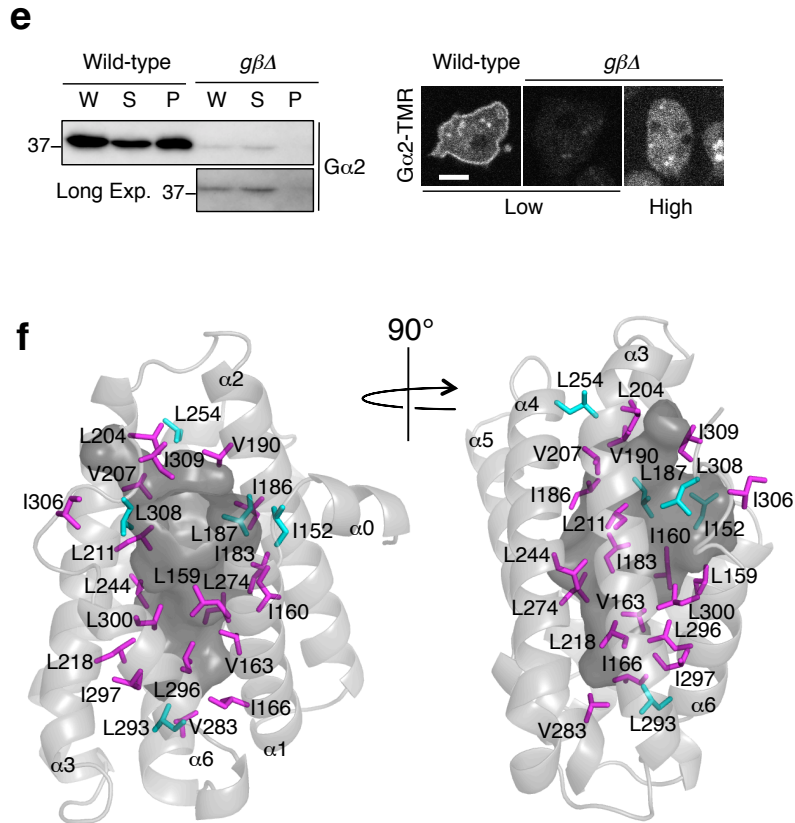 e
Wild-type gβΔ
W S P W S P
37
Gα2
Long Exp. 37
Wild-type gβΔ
Gα2-TMR
Low High
f
90°
α2
L254
L204
V190
I309
V207
I186
I306
L308
L187
I152
α0
L211
I183
L159
L274
L244
I160
L300
L218
V163
I297
L296
I166
L293
V283
α3
α6
α1
α3
L254
L204
α4
α5
I309
V207
V190
L308
L187
I186
I306
L211
I152
I160
L244
I183
L159
L274
V163
L300
L218
L296
I166
I297
α6
V283
L293